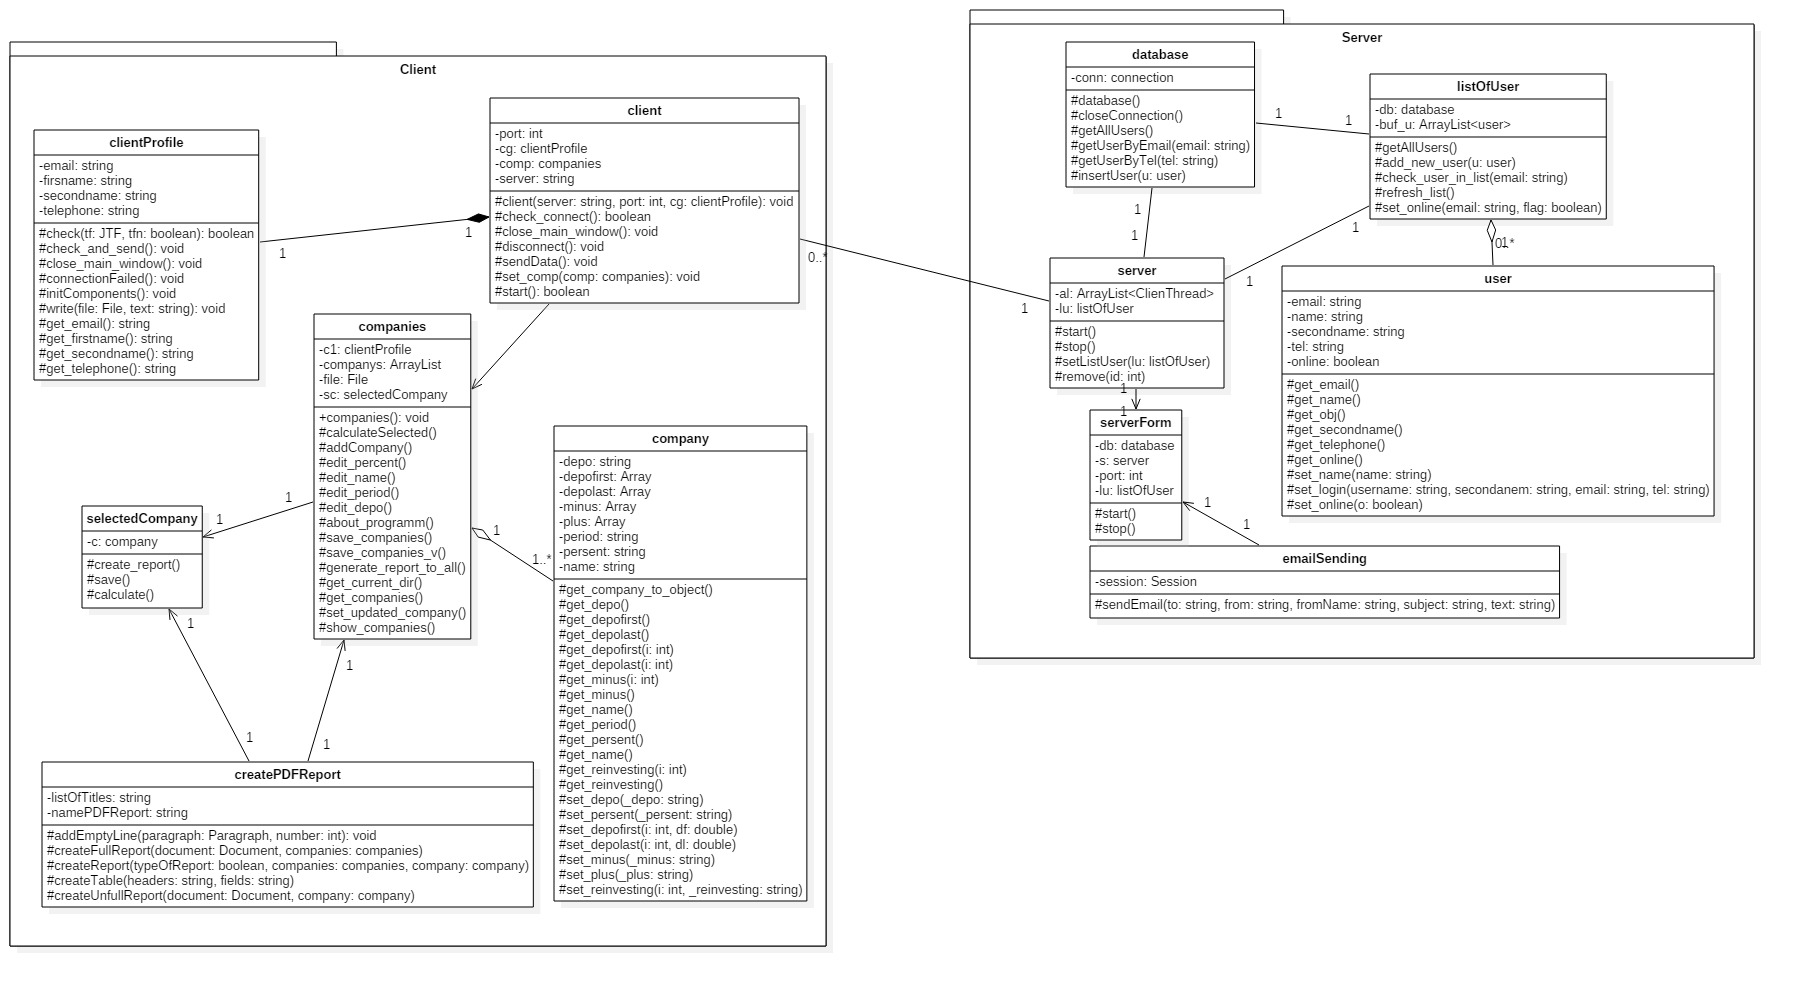 Client
clientProfile
-email: string
-firsname: string
-secondname: string
-telephone: string
#check(tf: JTF, tfn: boolean): boolean
#check_and_send(): void
#close_main_window(): void
#connectionFailed(): void
#initComponents(): void
#write(file: File, text: string): void
#get_email(): string
#get_firstname(): string
#get_secondname(): string
#get_telephone(): string
1
1
client
-port: int
-cg: clientProfile
-comp: companies
-server: string
#client(server: string, port: int, cg: clientProfile): void
#check_connect(): boolean
#close_main_window(): void
#disconnect(): void
#sendData(): void
#set_comp(comp: companies): void
#start(): boolean
0..*
1
companies
-c1: clientProfile
-companys: ArrayList
-file: File
-sc: selectedCompany
+companies(): void
#calculateSelected()
#addCompany()
#edit_percent()
#edit_name()
#edit_period()
#edit_depo()
#about_programm()
#save_companies()
#save_companies_v()
#generate_report_to_all()
#get_current_dir()
#get_companies()
#set_updated_company()
#show_companies()
1
1
1
1..*
selectedCompany
-c: company
#create_report()
#save()
#calculate()
1
1
1
1
company
-depo: string
-depofirst: Array
-depolast: Array
-minus: Array
-plus: Array
-period: string
-persent: string
-name: string
#get_company_to_object()
#get_depo()
#get_depofirst()
#get_depolast()
#get_depofirst(i: int)
#get_depolast(i: int)
#get_minus(i: int)
#get_minus()
#get_name()
#get_period()
#get_persent()
#get_name()
#get_reinvesting(i: int)
#get_reinvesting()
#set_depo(_depo: string)
#set_persent(_persent: string)
#set_depofirst(i: int, df: double)
#set_depolast(i: int, dl: double)
#set_minus(_minus: string)
#set_plus(_plus: string)
#set_reinvesting(i: int, _reinvesting: string)
createPDFReport
-listOfTitles: string
-namePDFReport: string
#addEmptyLine(paragraph: Paragraph, number: int): void
#createFullReport(document: Document, companies: companies)
#createReport(typeOfReport: boolean, companies: companies, company: company)
#createTable(headers: string, fields: string)
#createUnfullReport(document: Document, company: company)
Server
database
-conn: connection
#database()
#closeConnection()
#getAllUsers()
#getUserByEmail(email: string)
#getUserByTel(tel: string)
#insertUser(u: user)
1
1
1
1
listOfUser
-db: database
-buf_u: ArrayList<user>
#getAllUsers()
#add_new_user(u: user)
#check_user_in_list(email: string)
#refresh_list()
#set_online(email: string, flag: boolean)
1
1
1
0..*
server
-al: ArrayList<ClienThread>
-lu: listOfUser
#start()
#stop()
#setListUser(lu: listOfUser)
#remove(id: int)
1
1
user
-email: string
-name: string
-secondname: string
-tel: string
-online: boolean
#get_email()
#get_name()
#get_obj()
#get_secondname()
#get_telephone()
#get_online()
#set_name(name: string)
#set_login(username: string, secondanem: string, email: string, tel: string)
#set_online(o: boolean)
serverForm
-db: database
-s: server
-port: int
-lu: listOfUser
#start()
#stop()
1
1
emailSending
-session: Session
#sendEmail(to: string, from: string, fromName: string, subject: string, text: string)